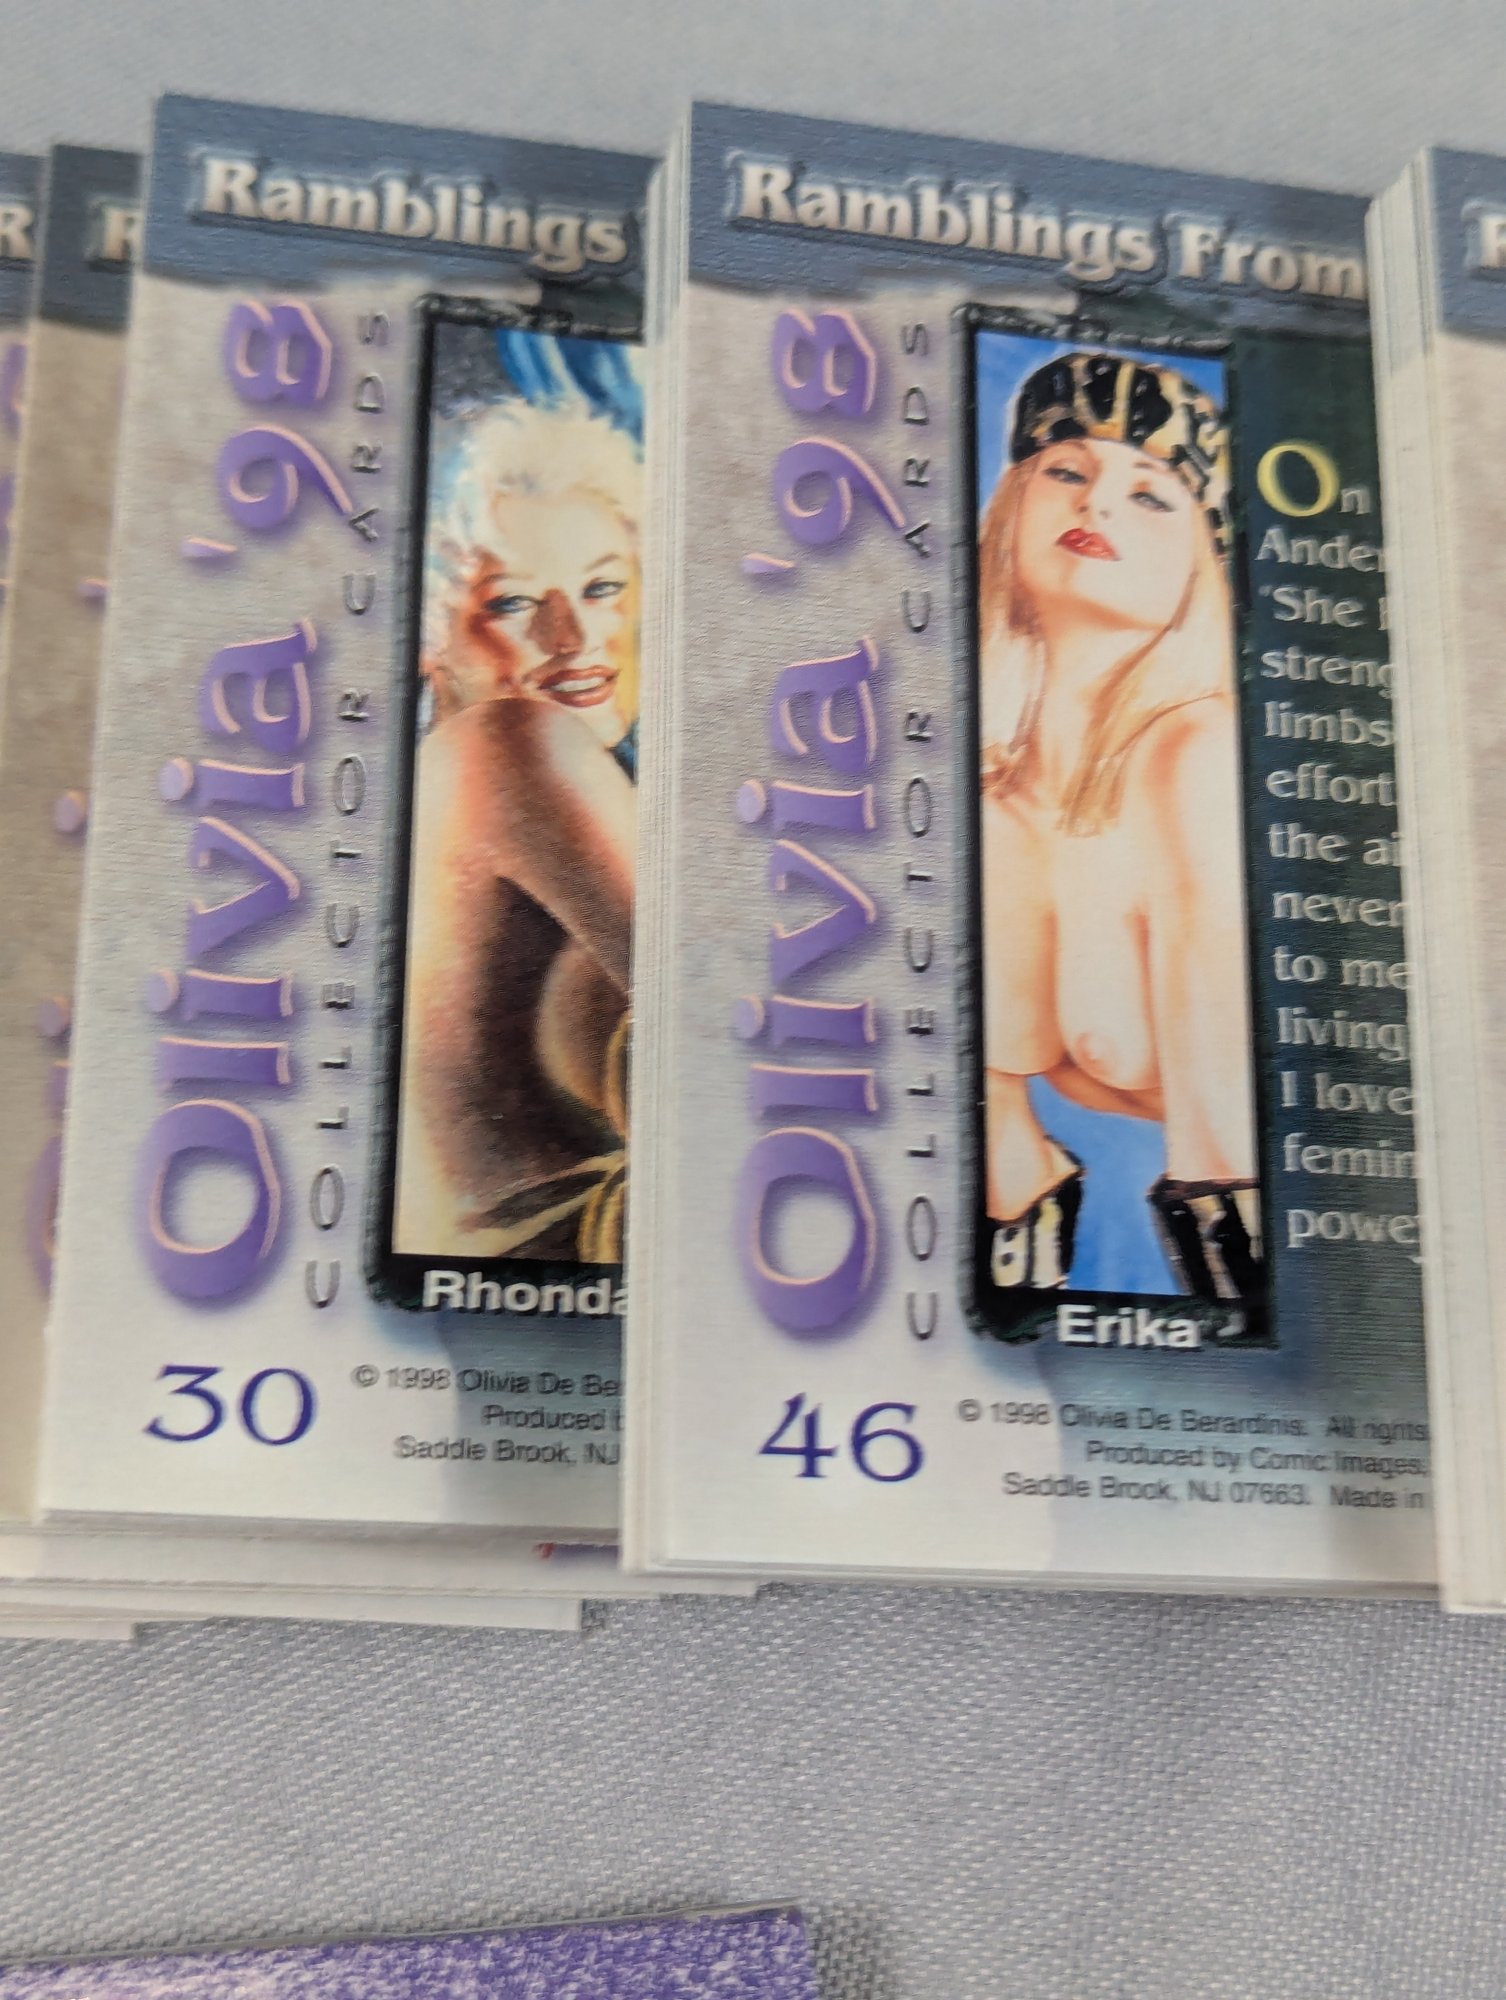 Ramblings
Olivia '98
COLLECTOR CARDS
30
© 1998 Olivia De Be
Produced b
Saddle Brook, NJ
Rhonda
Ramblings From
Olivia '98
COLLECTOR CARDS
On
Ander
"She
streng
limbs
effort
the ai
never
to me
living
I love
femin
power
Erika
46
© 1998 Olivia De Berardinis. All rights
Produced by Comic Images,
Saddle Brook, NJ 07663. Made in
R
R
R